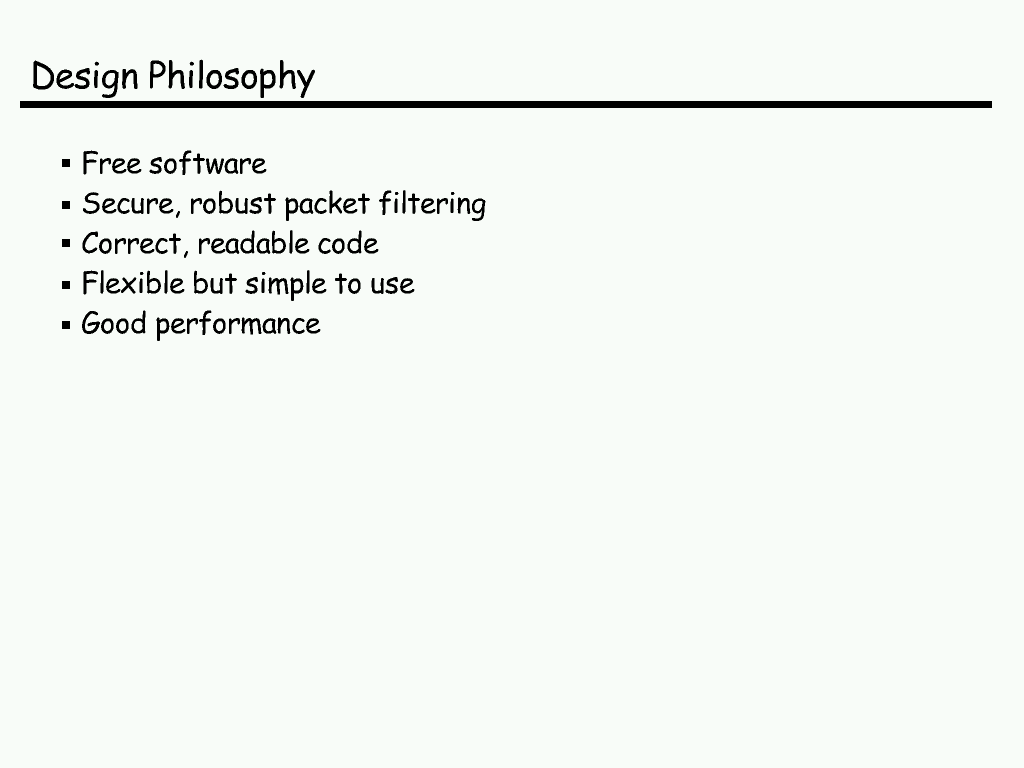 Design Philosophy
▪ Free software
▪ Secure, robust packet filtering
▪ Correct, readable code
▪ Flexible but simple to use
▪ Good performance